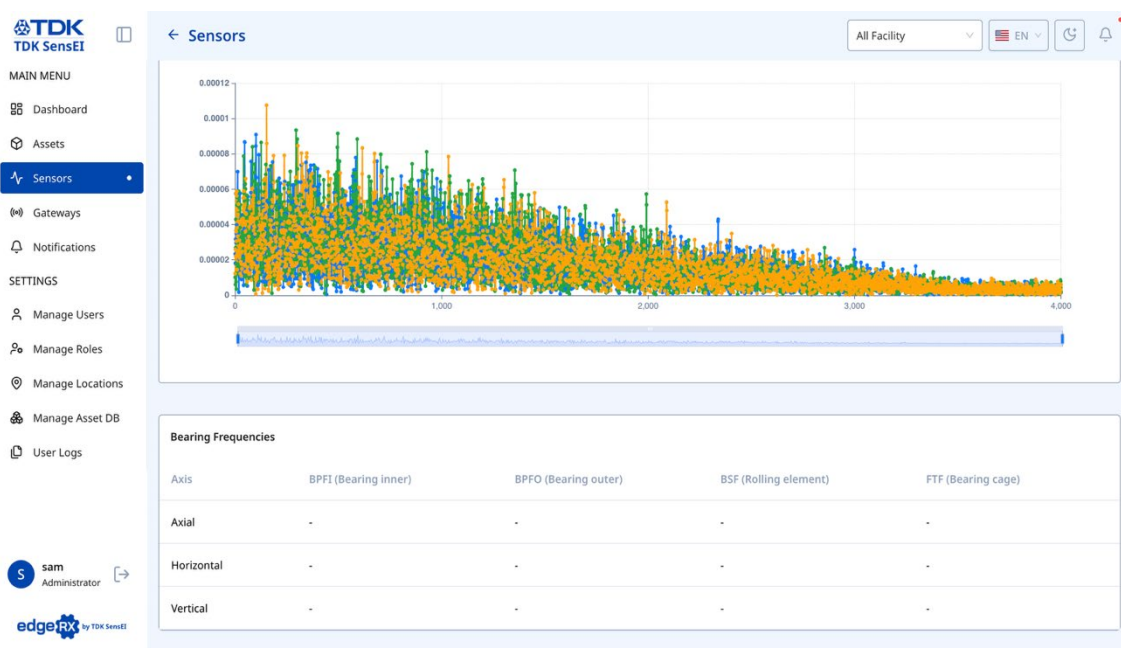 TDK
TDK SensEI
MAIN MENU
Dashboard
Assets
Sensors
Gateways
Notifications
SETTINGS
Manage Users
Manage Roles
Manage Locations
Manage Asset DB
User Logs
S
sam
Administrator
edgeRX by TDK SensEI
← Sensors
All Facility
EN
0.00012
0.0001
0.00008
0.00006
0.00004
0.00002
0
0 1,000 2,000 3,000 4,000
Bearing Frequencies
Axis BPFI (Bearing inner) BPFO (Bearing outer) BSF (Rolling element) FTF (Bearing cage)
Axial - - - -
Horizontal - - - -
Vertical - - - -